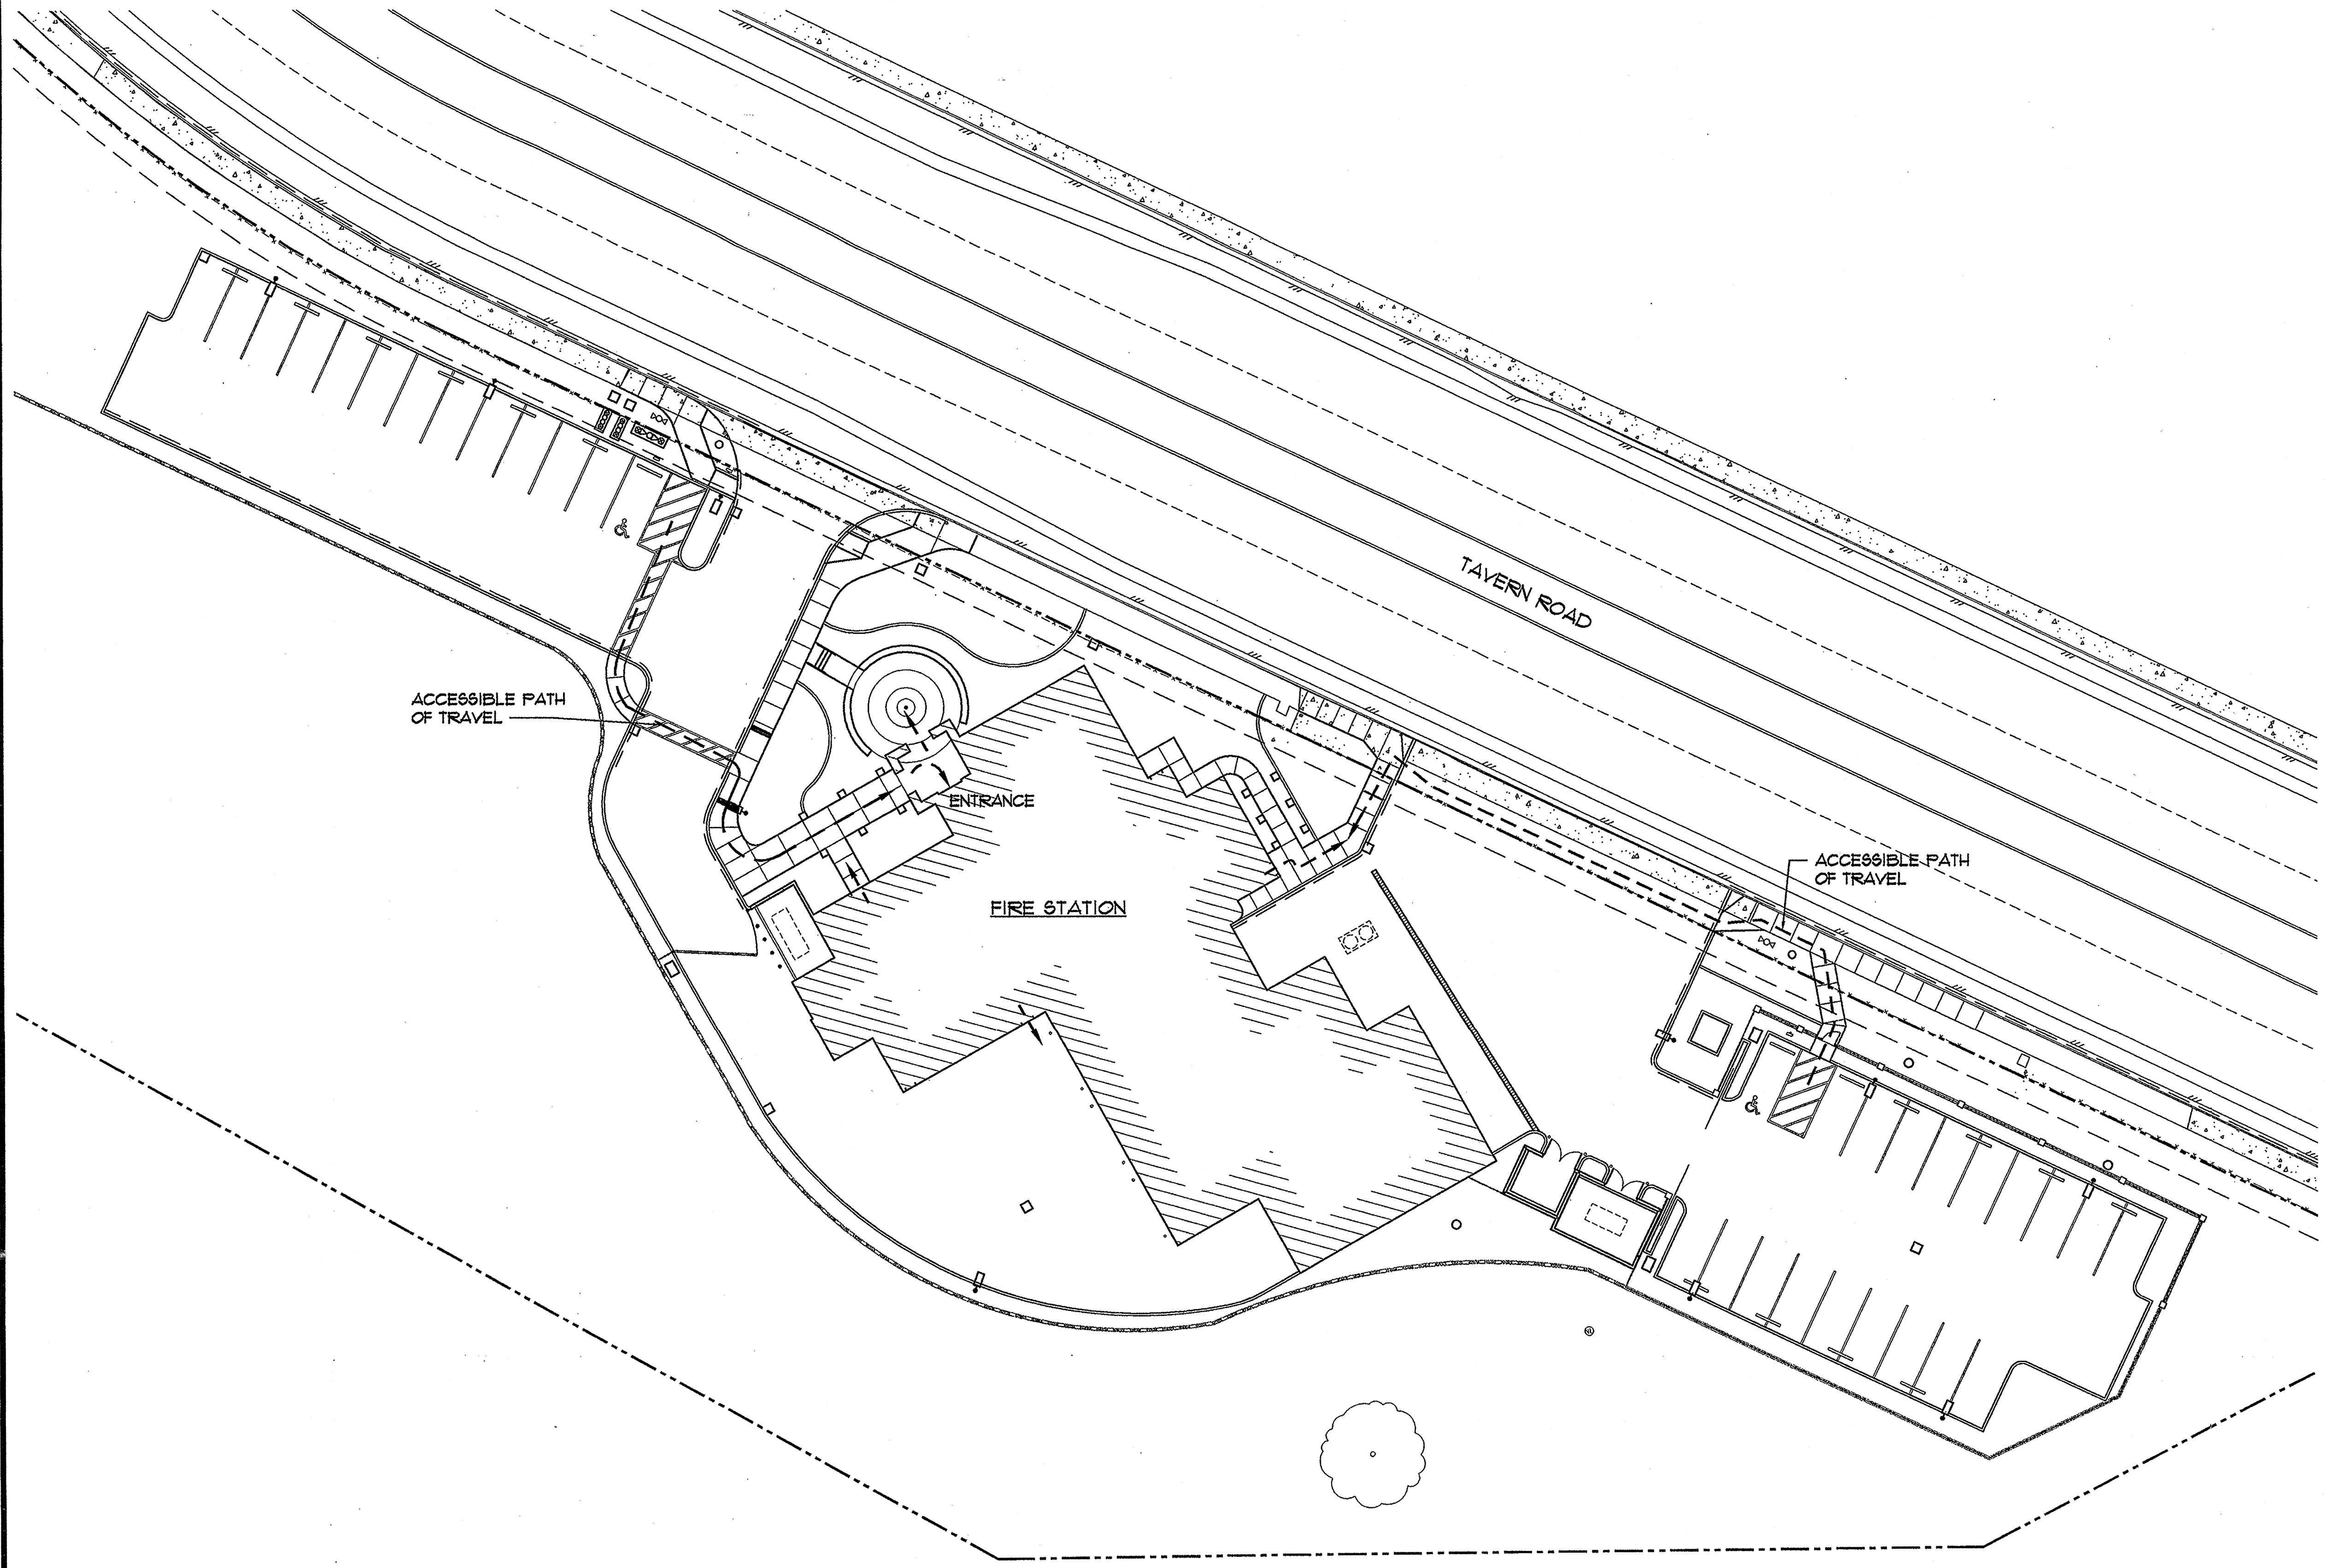 TAVERN ROAD
ACCESSIBLE PATH
OF TRAVEL
ENTRANCE
ACCESSIBLE PATH
OF TRAVEL
FIRE STATION